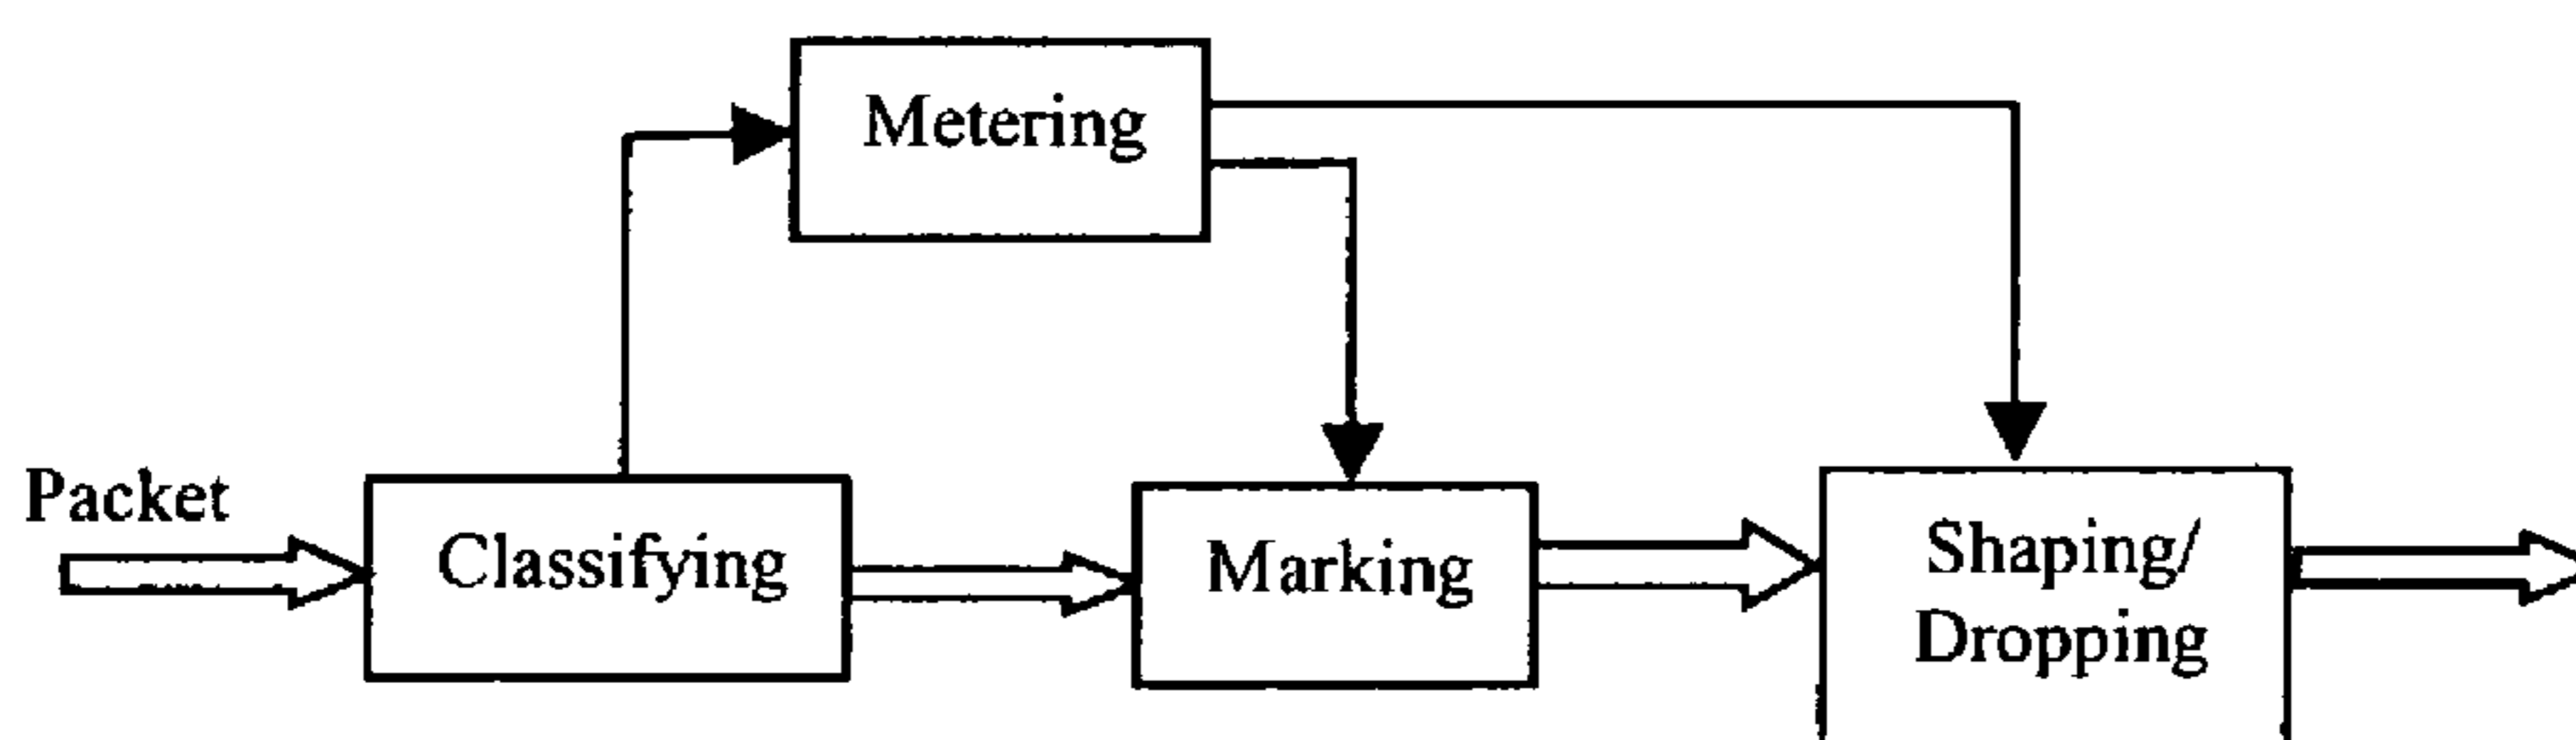 Metering
Packet
Classifying
Marking
Shaping/
Dropping